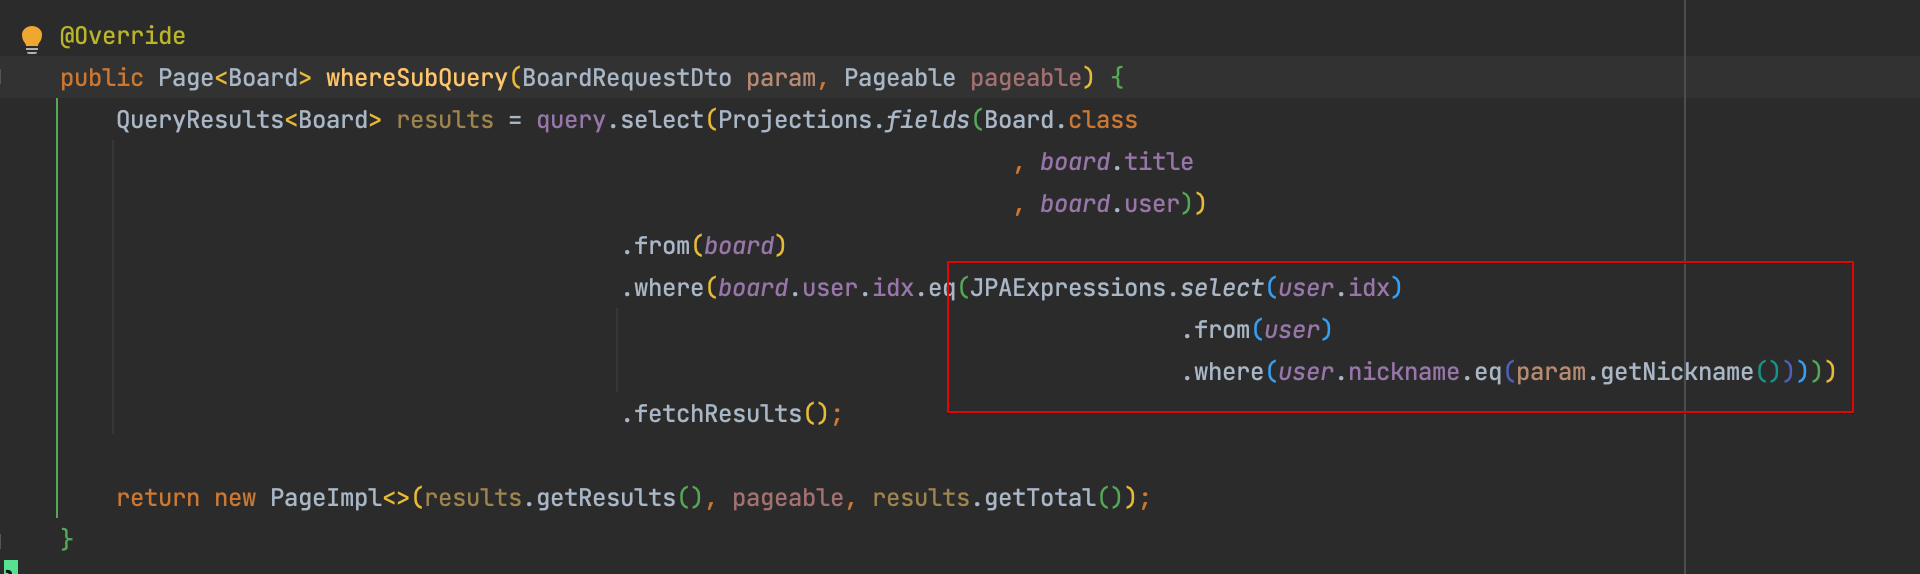 @Override
public Page<Board> whereSubQuery(BoardRequestDto param, Pageable pageable) {
QueryResults<Board> results = query.select(Projections.fields(Board.class
, board.title
, board.user))
.from(board)
.where(board.user.idx.eq(JPAExpressions.select(user.idx)
.from(user)
.where(user.nickname.eq(param.getNickname()))))
.fetchResults();
return new PageImpl<>(results.getResults(), pageable, results.getTotal());
}